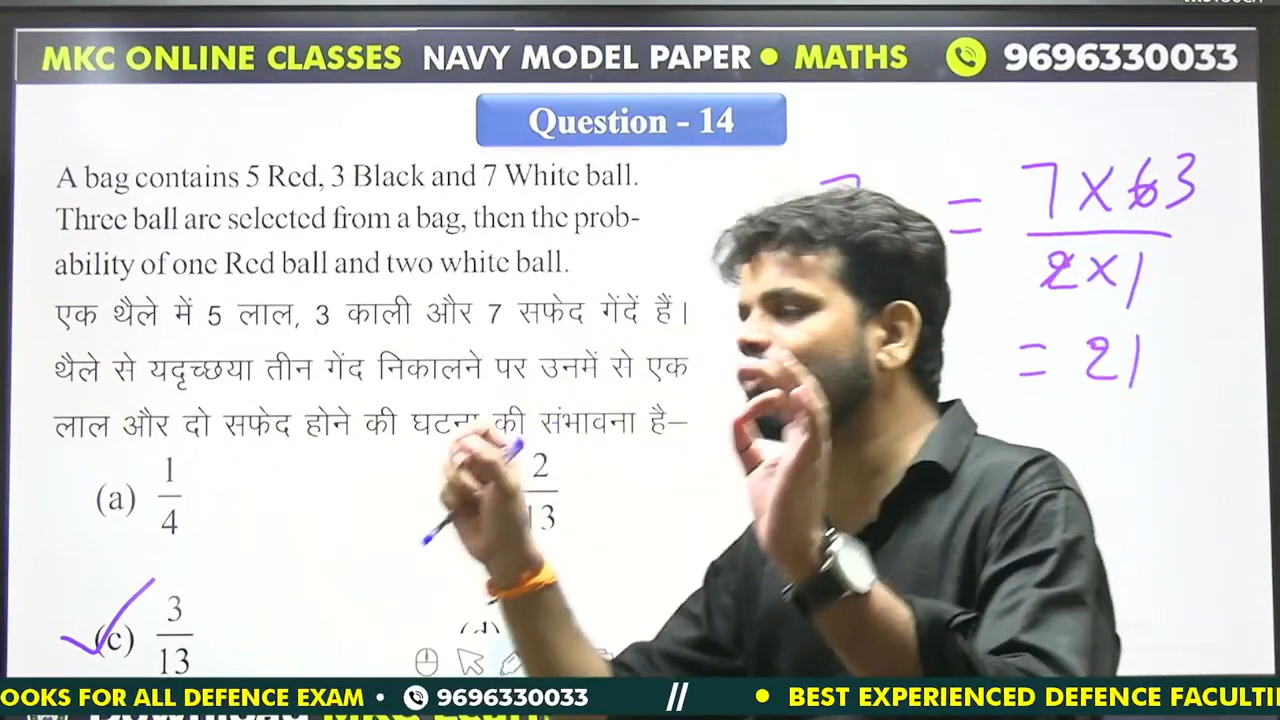 MKC ONLINE CLASSES NAVY MODEL PAPER • MATHS 9696330033
Question - 14
A bag contains 5 Red, 3 Black and 7 White ball.
Three ball are selected from a bag, then the prob-
ability of one Red ball and two white ball.
एक थैले में 5 लाल, 3 काली और 7 सफेद गेंदें हैं।
थैले से यदृच्छया तीन गेंद निकालने पर उनमें से एक
लाल और दो सफेद होने की घटना की संभावना है–
(a) 1/4
2/13
(c) 3/13
(d)
= 7 × 6 3
2 × 1
= 21
OOKS FOR ALL DEFENCE EXAM • 9696330033 // • BEST EXPERIENCED DEFENCE FACULTI